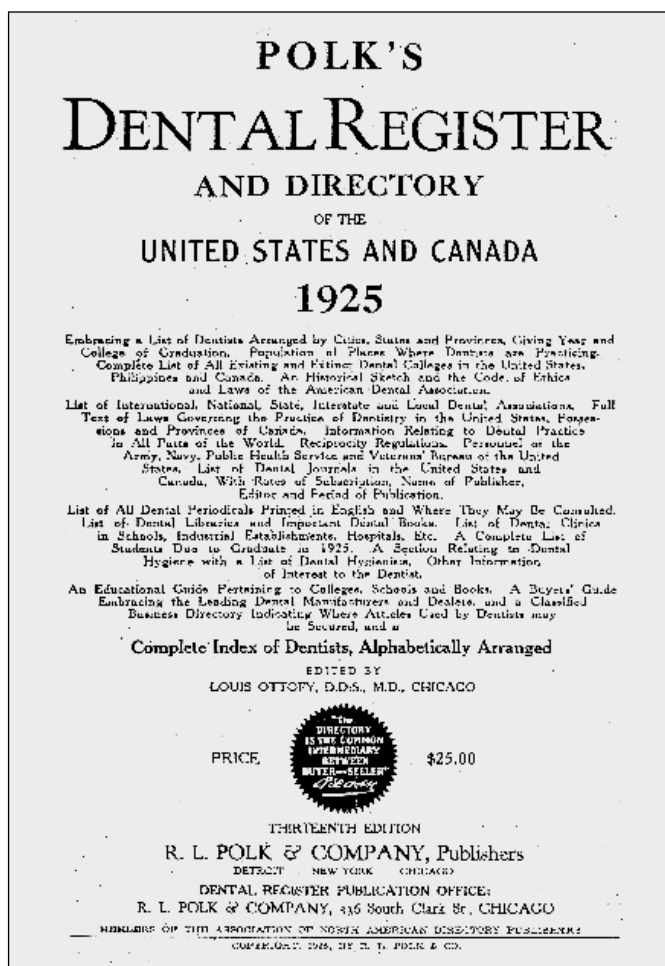 POLK'S
DENTAL REGISTER
AND DIRECTORY
OF THE
UNITED STATES AND CANADA
1925
Embracing a List of Dentists Arranged by Cities, States and Provinces, Giving Year and
College of Graduation. Population of Places Where Dentists are Practicing.
Complete List of All Existing and Extinct Dental Colleges in the United States,
Philippines and Canada. An Historical Sketch and the Code of Ethics
and Laws of the American Dental Association.
List of International, National, State, Interstate and Local Dental Associations. Full
Text of Laws Governing the Practice of Dentistry in the United States, Posses-
sions and Provinces of Canada. Information Relating to Dental Practice
in All Parts of the World. Reciprocity Regulations. Personnel of the
Army, Navy, Public Health Service and Veterans' Bureau of the United
States. List of Dental Journals in the United States and
Canada, With Rates of Subscription, Name of Publisher,
Editor and Period of Publication.
List of All Dental Periodicals Printed in English and Where They May Be Consulted.
List of Dental Libraries and Important Dental Books. List of Dental Clinics
in Schools, Industrial Establishments, Hospitals, Etc. A Complete List of
Students Due to Graduate in 1925. A Section Relating to Dental
Hygiene with a List of Dental Hygienists. Other Information
of Interest to the Dentist.
An Educational Guide Pertaining to Colleges, Schools and Books. A Buyers' Guide
Embracing the Leading Dental Manufacturers and Dealers, and a Classified
Business Directory Indicating Where Articles Used by Dentists may
be Secured, and a
Complete Index of Dentists, Alphabetically Arranged
EDITED BY
LOUIS OTTOFY, D.D.S., M.D., CHICAGO
PRICE
"The
DIRECTORY
IS THE COMMON
INTERMEDIARY
BETWEEN
BUYER and SELLER"
$25.00
THIRTEENTH EDITION
R. L. POLK & COMPANY, Publishers
DETROIT NEW YORK CHICAGO
DENTAL REGISTER PUBLICATION OFFICE:
R. L. POLK & COMPANY, 536 South Clark St., CHICAGO
MEMBERS OF THE ASSOCIATION OF NORTH AMERICAN DIRECTORY PUBLISHERS
COPYRIGHT, 1925, BY R. L. POLK & CO.